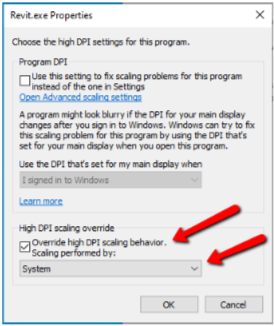 Revit.exe Properties
Choose the high DPI settings for this program.
Program DPI
Use this setting to fix scaling problems for this program
instead of the one in Settings
Open Advanced scaling settings
A program might look blurry if the DPI for your main display
changes after you sign in to Windows. Windows can try to fix
this scaling problem for this program by using the DPI that's
set for your main display when you open this program.
Use the DPI that's set for my main display when
I signed in to Windows
Learn more
High DPI scaling override
Override high DPI scaling behavior.
Scaling performed by:
System
OK Cancel